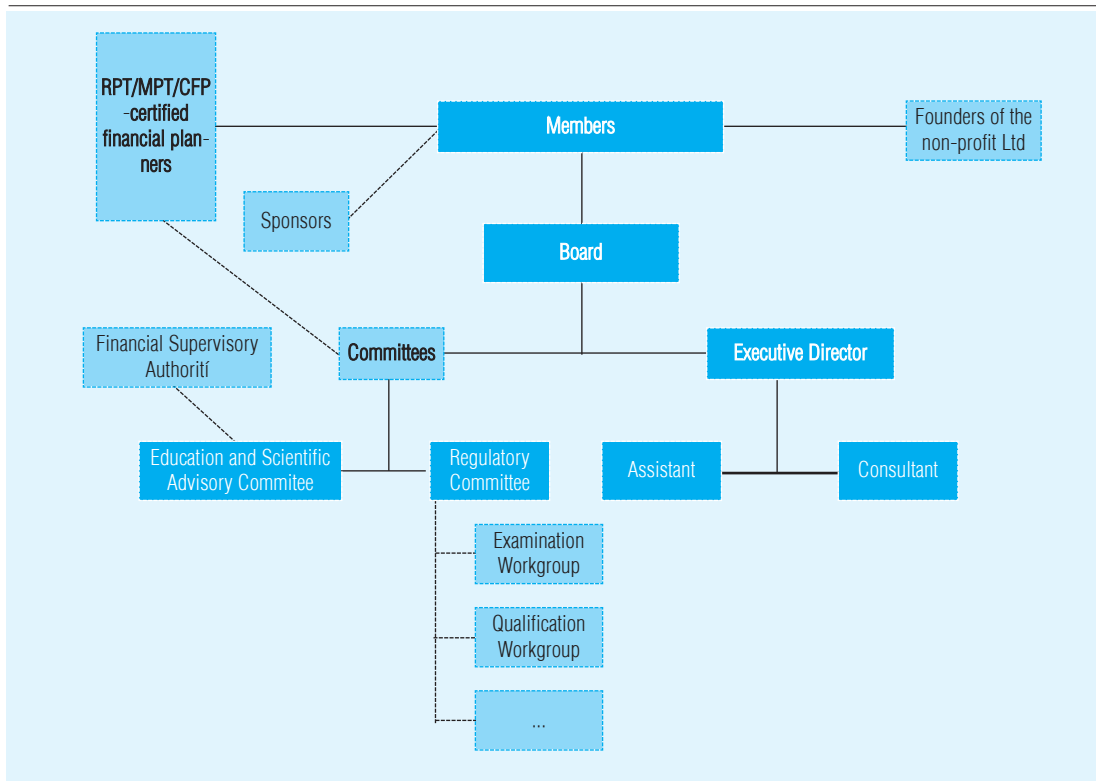 RPT/MPT/CFP
-certified
financial plan-
ners
Members
Founders of the
non-profit Ltd
Sponsors
Board
Financial Supervisory
Authorití
Committees
Executive Director
Education and Scientific
Advisory Commitee
Regulatory
Committee
Assistant
Consultant
Examination
Workgroup
Qualification
Workgroup
...